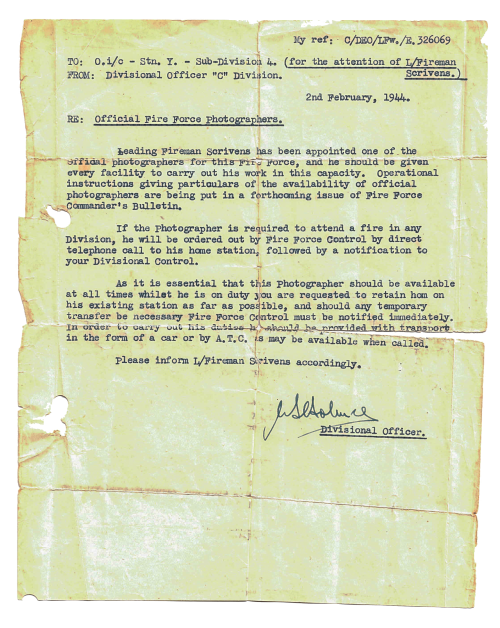 My ref: C/DEO/LFw./E.326069
TO: O.i/c - Stn. Y. - Sub-Division 4. (for the attention of L/Fireman
FROM: Divisional Officer "C" Division. Scrivens.)
2nd February, 1944.
RE: Official Fire Force Photographers.
Leading Fireman Scrivens has been appointed one of the
official photographers for this Fire Force, and he should be given
every facility to carry out his work in this capacity. Operational
instructions giving particulars of the availability of official
photographers are being put in a forthcoming issue of Fire Force
Commander's Bulletin.
If the Photographer is required to attend a fire in any
Division, he will be ordered out by Fire Force Control by direct
telephone call to his home station, followed by a notification to
your Divisional Control.
As it is essential that this Photographer should be available
at all times whilst he is on duty you are requested to retain hom on
his existing station as far as possible, and should any temporary
transfer be necessary Fire Force Control must be notified immediately.
In order to carry out his duties he should be provided with transport
in the form of a car or by A.T.C. as may be available when called.
Please inform L/Fireman Scrivens accordingly.
Divisional Officer.